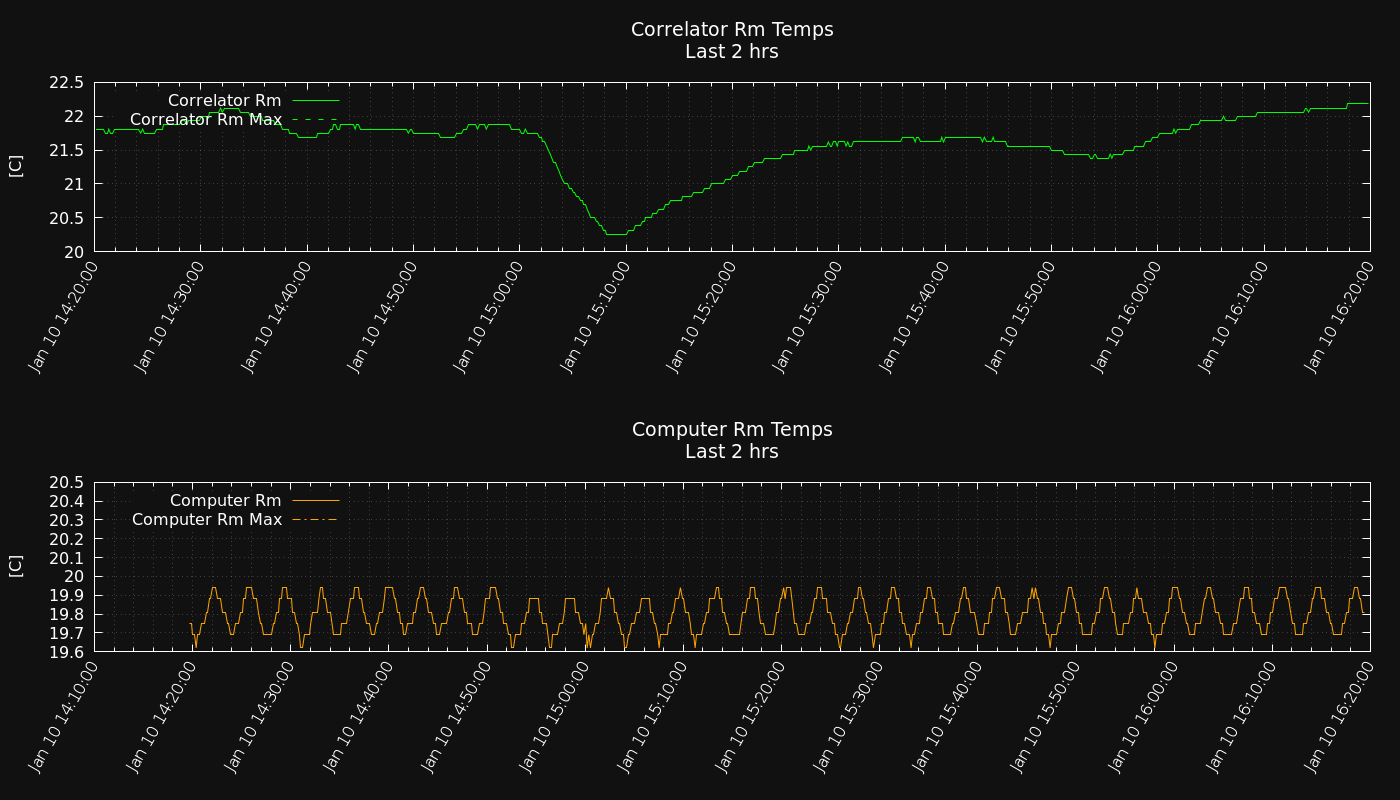 Correlator Rm Temps
Last 2 hrs
22.5
22
21.5
21
20.5
20
[C]
Correlator Rm
Correlator Rm Max
Jan 10 14:20:00
Jan 10 14:30:00
Jan 10 14:40:00
Jan 10 14:50:00
Jan 10 15:00:00
Jan 10 15:10:00
Jan 10 15:20:00
Jan 10 15:30:00
Jan 10 15:40:00
Jan 10 15:50:00
Jan 10 16:00:00
Jan 10 16:10:00
Jan 10 16:20:00
Computer Rm Temps
Last 2 hrs
20.5
20.4
20.3
20.2
20.1
20
19.9
19.8
19.7
19.6
[C]
Computer Rm
Computer Rm Max
Jan 10 14:10:00
Jan 10 14:20:00
Jan 10 14:30:00
Jan 10 14:40:00
Jan 10 14:50:00
Jan 10 15:00:00
Jan 10 15:10:00
Jan 10 15:20:00
Jan 10 15:30:00
Jan 10 15:40:00
Jan 10 15:50:00
Jan 10 16:00:00
Jan 10 16:10:00
Jan 10 16:20:00